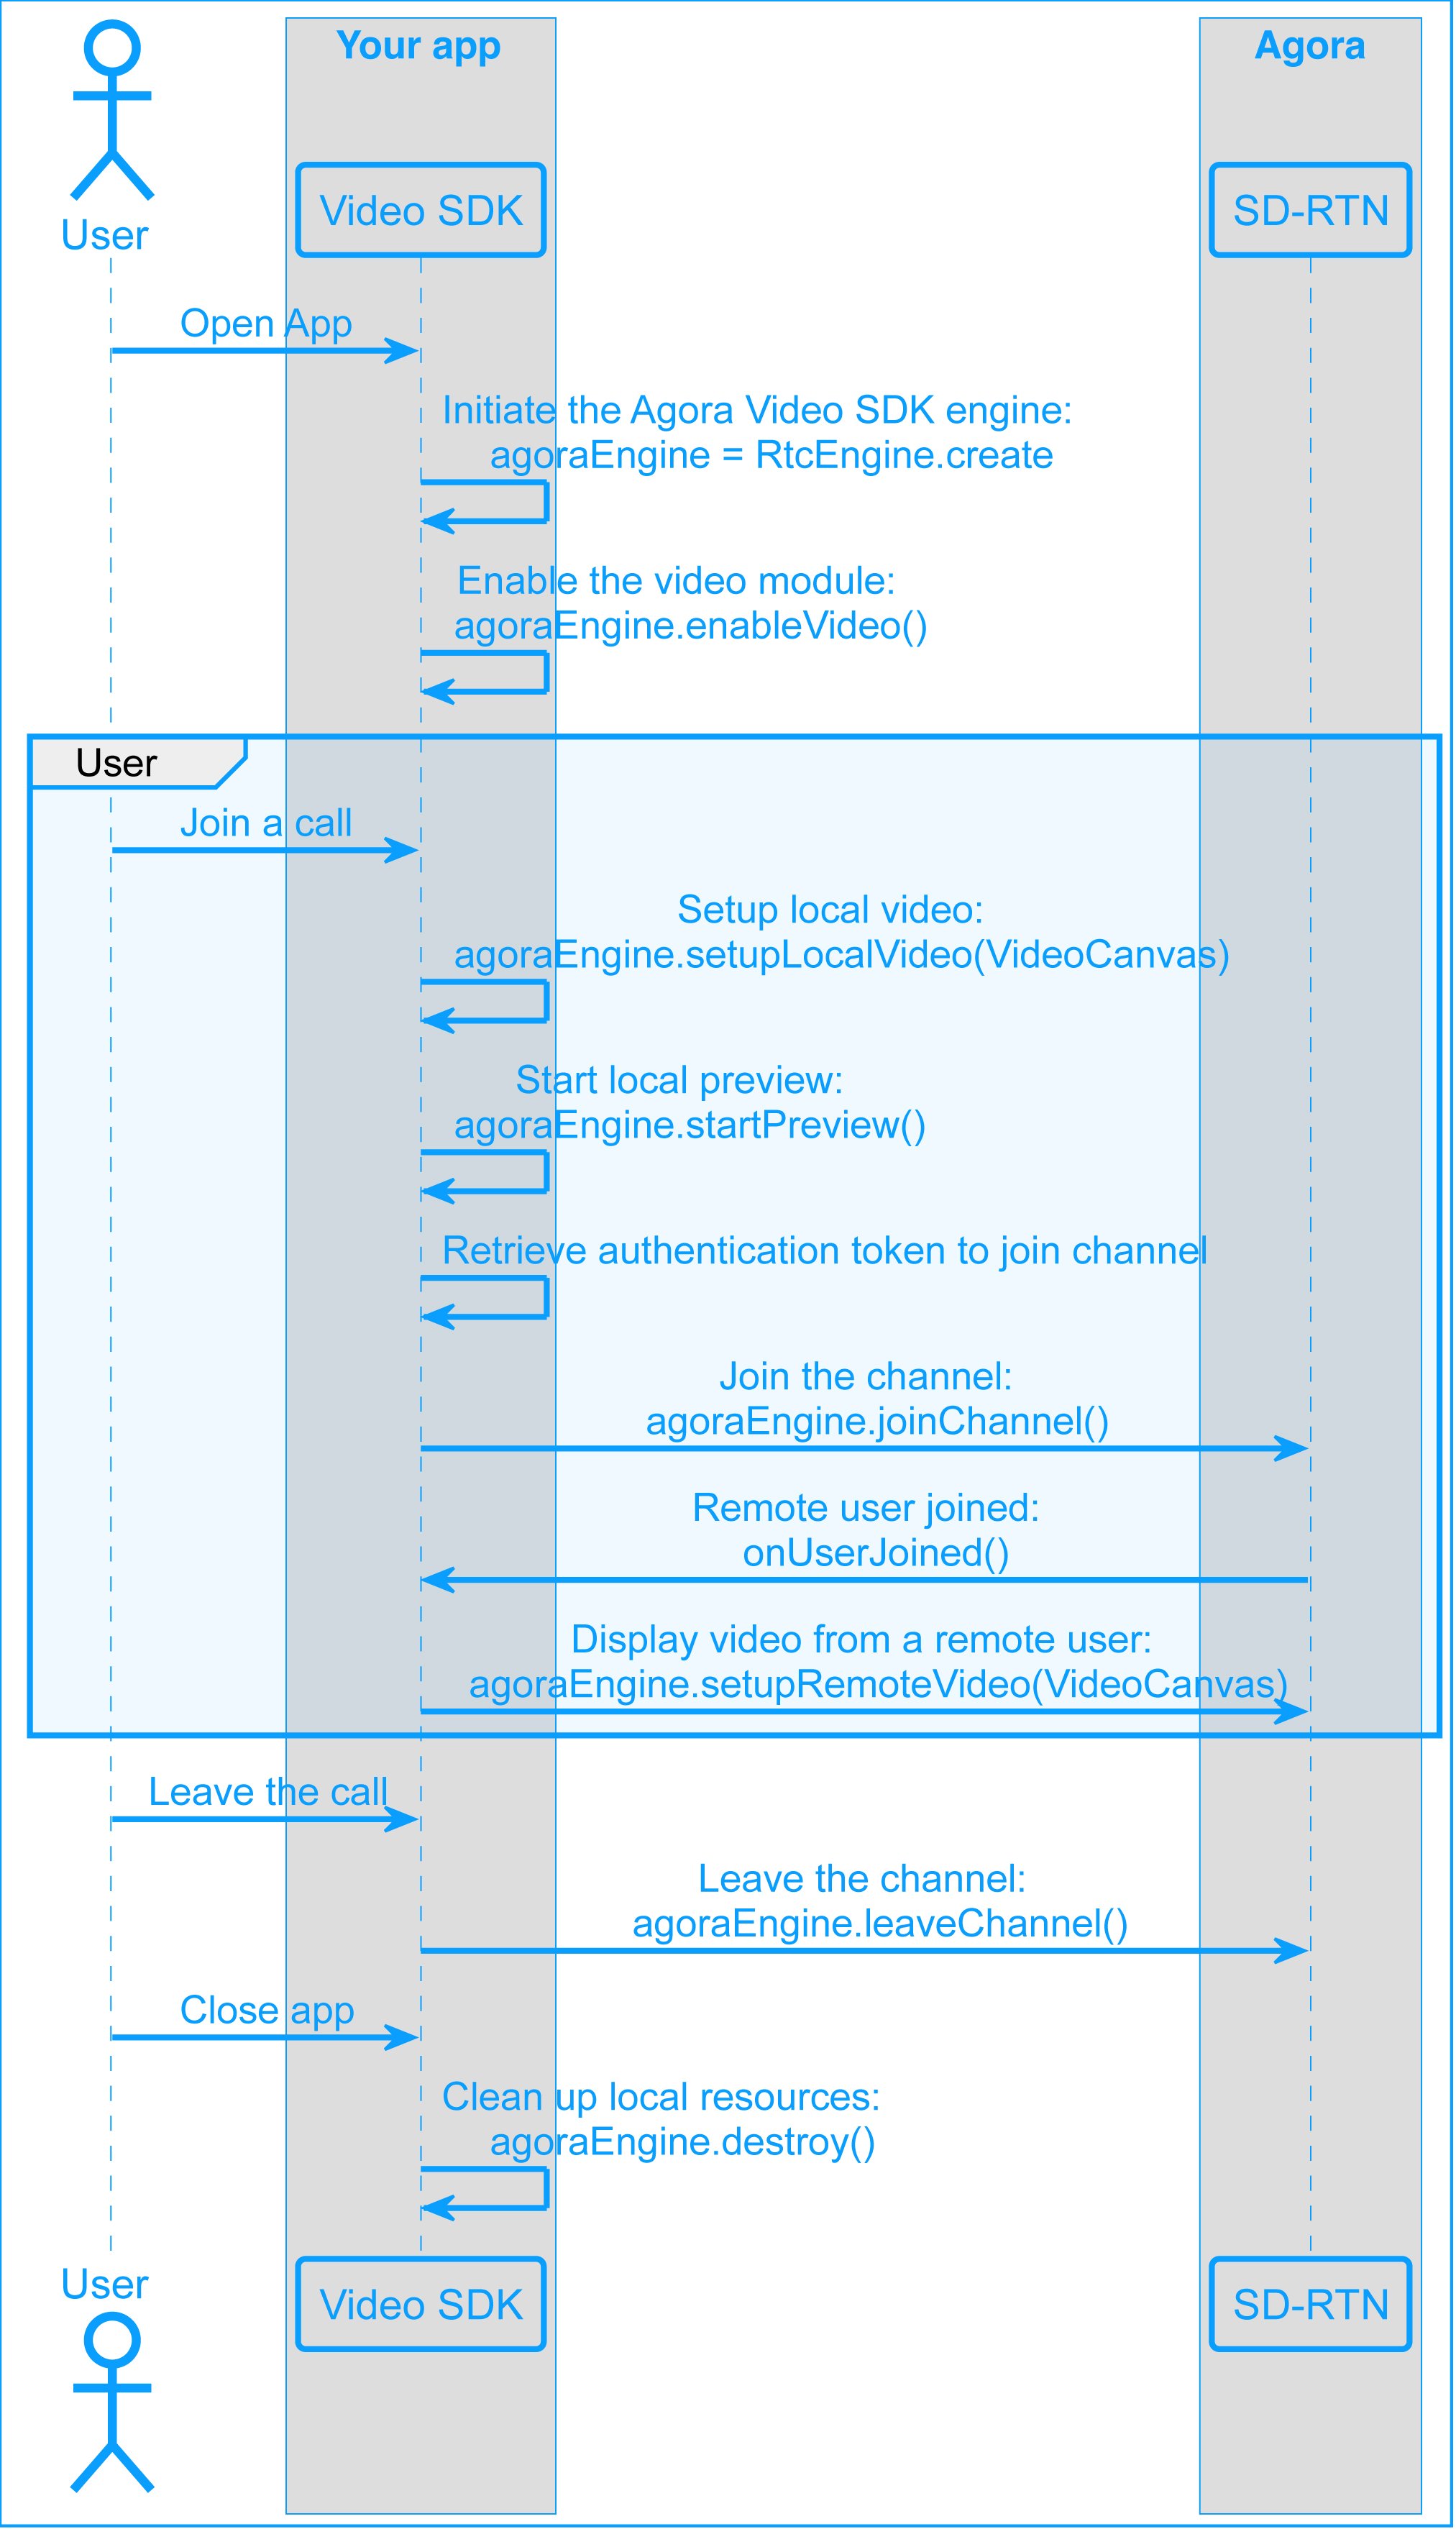 Your app
Agora
User
Video SDK
SD-RTN
Open App
Initiate the Agora Video SDK engine:
agoraEngine = RtcEngine.create
Enable the video module:
agoraEngine.enableVideo()
User
Join a call
Setup local video:
agoraEngine.setupLocalVideo(VideoCanvas)
Start local preview:
agoraEngine.startPreview()
Retrieve authentication token to join channel
Join the channel:
agoraEngine.joinChannel()
Remote user joined:
onUserJoined()
Display video from a remote user:
agoraEngine.setupRemoteVideo(VideoCanvas)
Leave the call
Leave the channel:
agoraEngine.leaveChannel()
Close app
Clean up local resources:
agoraEngine.destroy()
User
Video SDK
SD-RTN